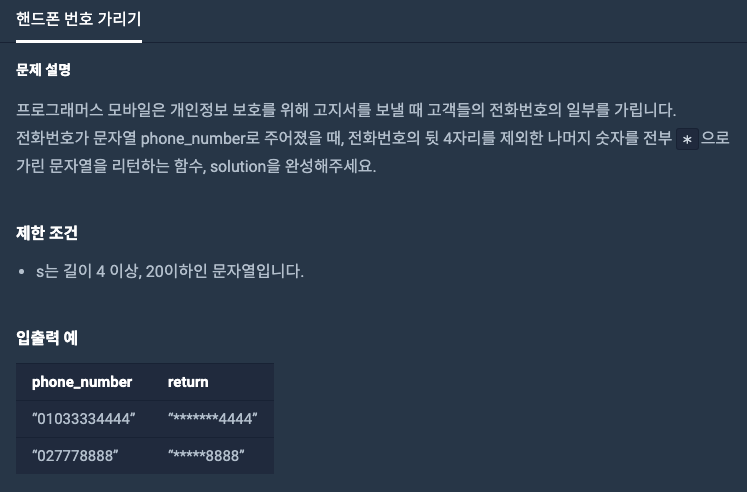 핸드폰 번호 가리기
문제 설명
프로그래머스 모바일은 개인정보 보호를 위해 고지서를 보낼 때 고객들의 전화번호의 일부를 가립니다.
전화번호가 문자열 phone_number로 주어졌을 때, 전화번호의 뒷 4자리를 제외한 나머지 숫자를 전부 * 으로
가린 문자열을 리턴하는 함수, solution을 완성해주세요.
제한 조건
• s는 길이 4 이상, 20이하인 문자열입니다.
입출력 예
phone_number return
“01033334444” “*******4444”
“027778888” “*****8888”